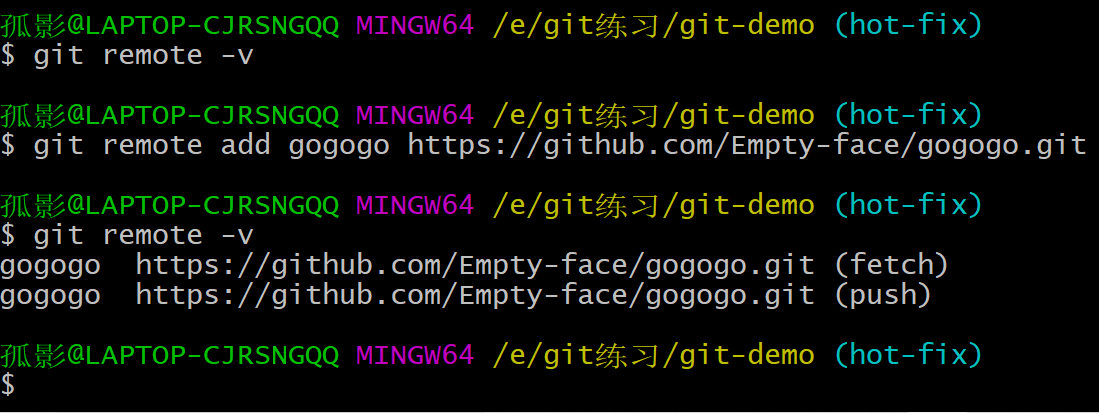 孤影@LAPTOP-CJRSNGQQ MINGW64 /e/git练习/git-demo (hot-fix)
$ git remote -v
孤影@LAPTOP-CJRSNGQQ MINGW64 /e/git练习/git-demo (hot-fix)
$ git remote add gogogo https://github.com/Empty-face/gogogo.git
孤影@LAPTOP-CJRSNGQQ MINGW64 /e/git练习/git-demo (hot-fix)
$ git remote -v
gogogo  https://github.com/Empty-face/gogogo.git (fetch)
gogogo  https://github.com/Empty-face/gogogo.git (push)
孤影@LAPTOP-CJRSNGQQ MINGW64 /e/git练习/git-demo (hot-fix)
$